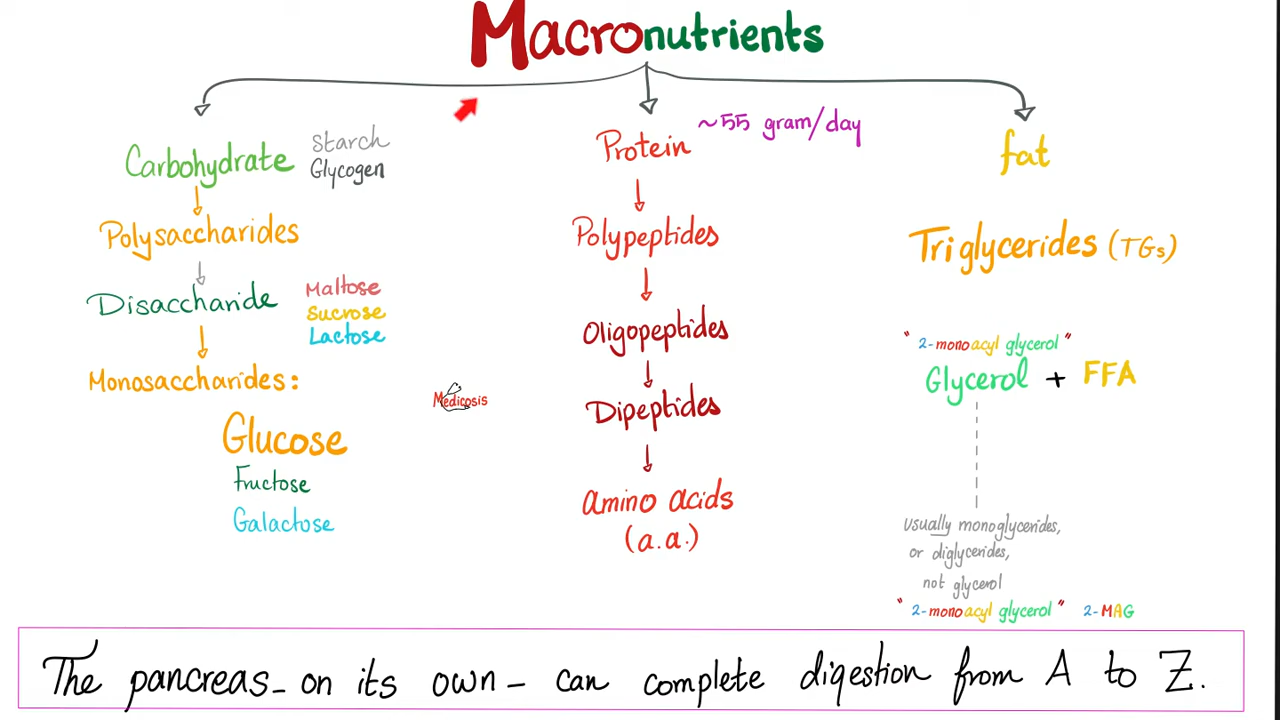 Macronutrients
Carbohydrate
Starch
Glycogen
Polysaccharides
Disaccharide
Maltose
Sucrose
Lactose
Monosaccharides:
Glucose
Fructose
Galactose
Medicosis
Protein
~55 gram/day
Polypeptides
Oligopeptides
Dipeptides
Amino acids
(a.a.)
fat
Triglycerides (TGs)
"2-monoacyl glycerol"
Glycerol + FFA
usually monoglycerides,
or diglycerides,
not glycerol
"2-monoacyl glycerol" 2-MAG
The pancreas - on its own - can complete digestion from A to Z.